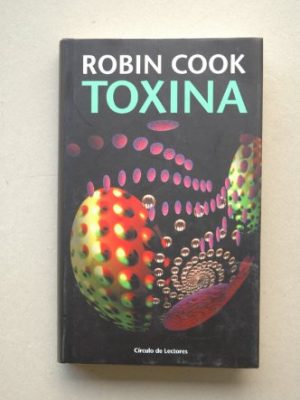 ROBIN COOK
TOXINA
Círculo de Lectores